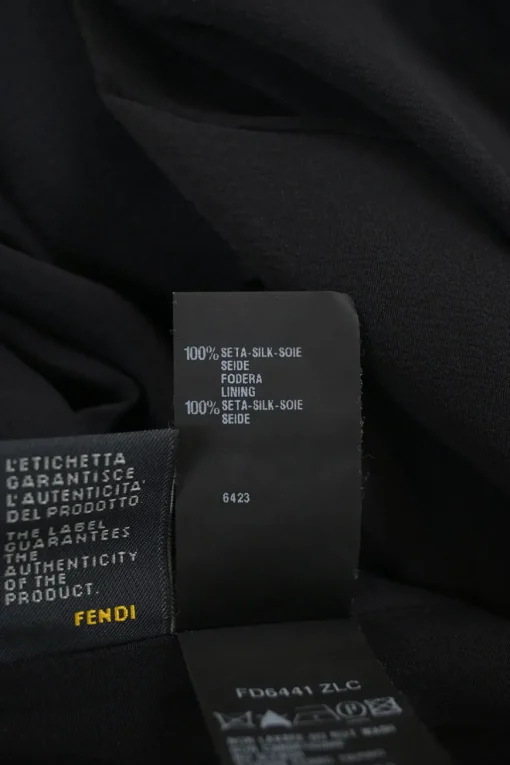 100% SETA-SILK-SOIE
SEIDE
FODERA
LINING
100% SETA-SILK-SOIE
SEIDE
6423
L'ETICHETTA
GARANTISCE
L'AUTENTICITA'
DEL PRODOTTO
THE LABEL
GUARANTEES
THE
AUTHENTICITY
OF THE
PRODUCT.
FENDI
FD6441 ZLC